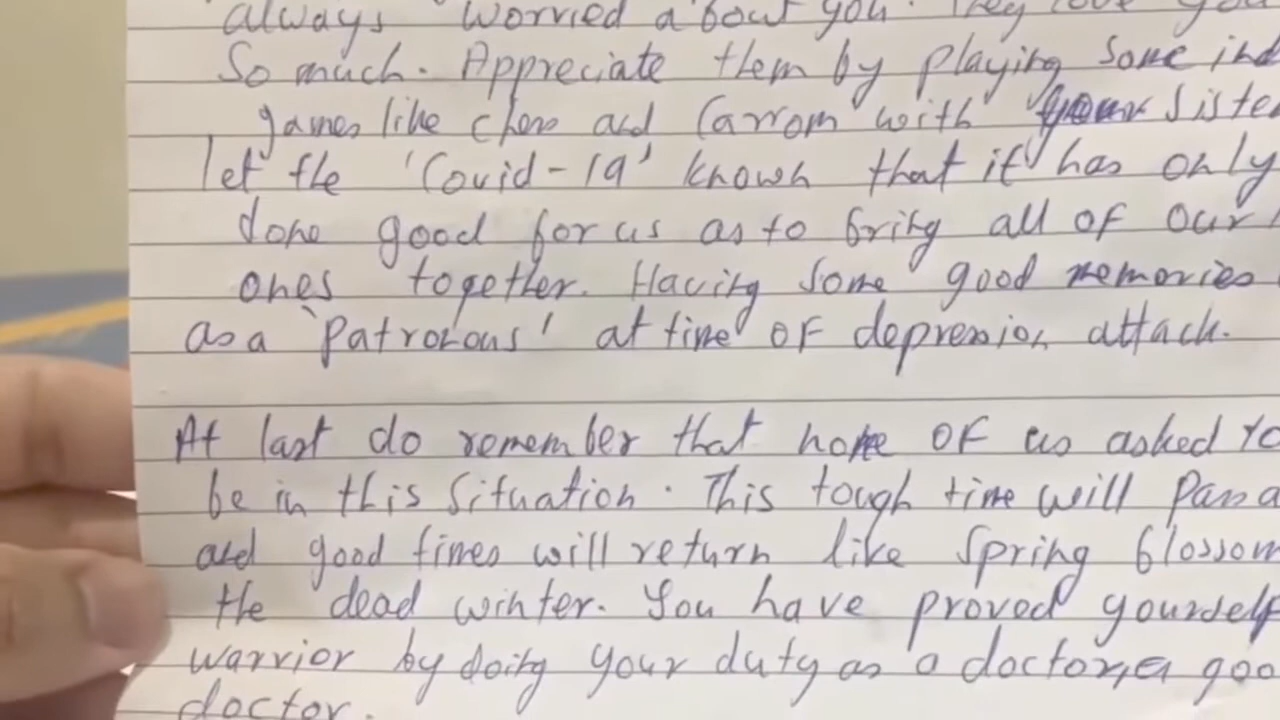 always worried about you. They love you
So much. Appreciate them by playing some ind
games like chess and Carrom with your Siste
let the 'Covid-19' known that it has only
done good for us as to bring all of our
ones together. Having some good memories
as a 'Patronous' at time of depression attack.
At last do remember that none of us asked to
be in this situation. This tough time will Pass a
and good times will return like Spring blossom
the dead winter. You have proved yourself
warrior by doing your duty as a doctor, a goo
doctor.